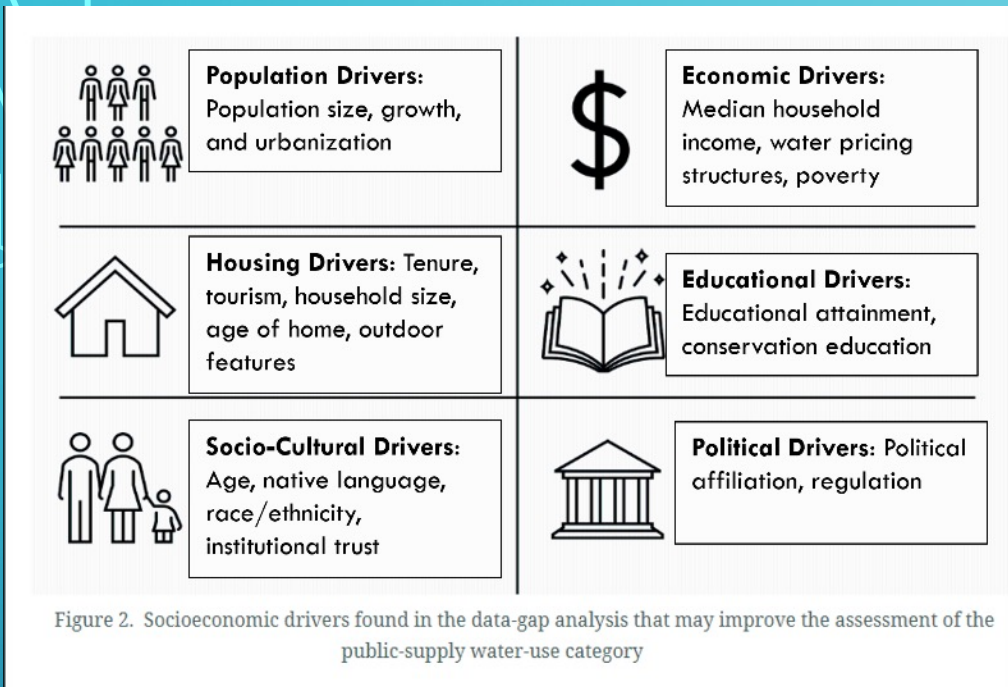 Population Drivers:
Population size, growth,
and urbanization
Economic Drivers:
Median household
income, water pricing
structures, poverty
Housing Drivers: Tenure,
tourism, household size,
age of home, outdoor
features
Educational Drivers:
Educational attainment,
conservation education
Socio-Cultural Drivers:
Age, native language,
race/ethnicity,
institutional trust
Political Drivers: Political
affiliation, regulation
Figure 2. Socioeconomic drivers found in the data-gap analysis that may improve the assessment of the
public-supply water-use category